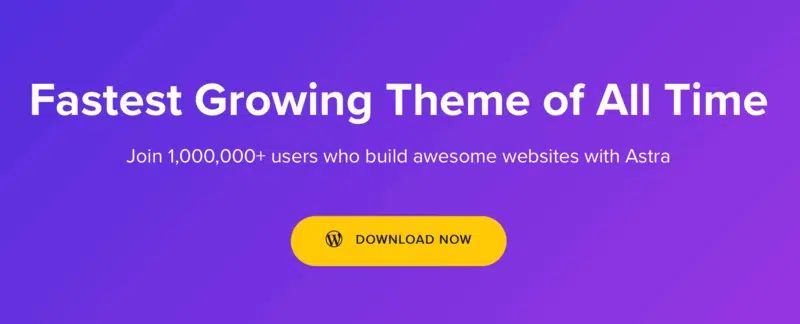 Fastest Growing Theme of All Time
Join 1,000,000+ users who build awesome websites with Astra
DOWNLOAD NOW